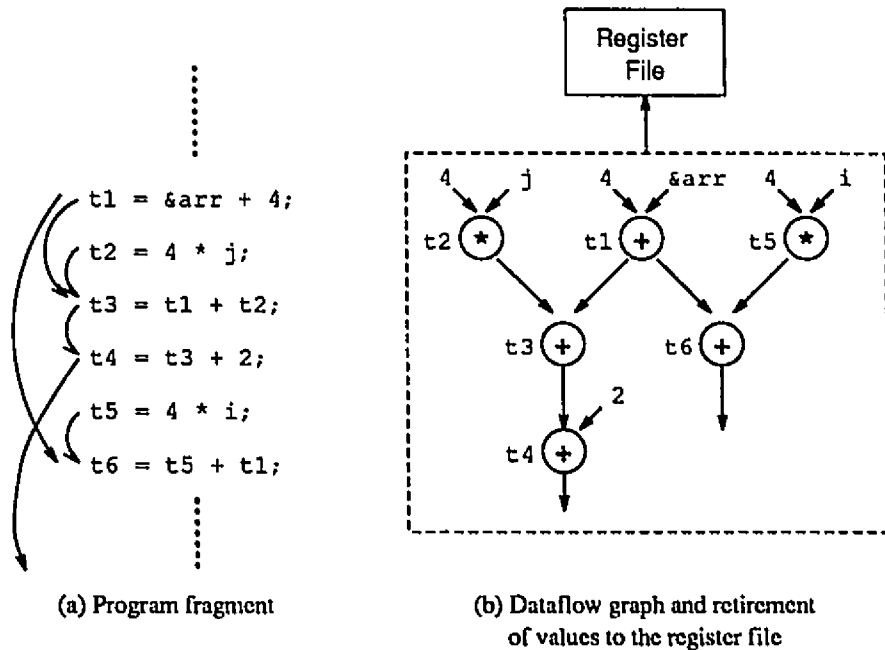 Register
File
t1 = &arr + 4;
t2 = 4 * j;
t3 = t1 + t2;
t4 = t3 + 2;
t5 = 4 * i;
t6 = t5 + t1;
4 j 4 &arr 4 i
t2 * t1 + t5 *
t3 + t6 +
2
t4 +
(a) Program fragment
(b) Dataflow graph and retirement
of values to the register file